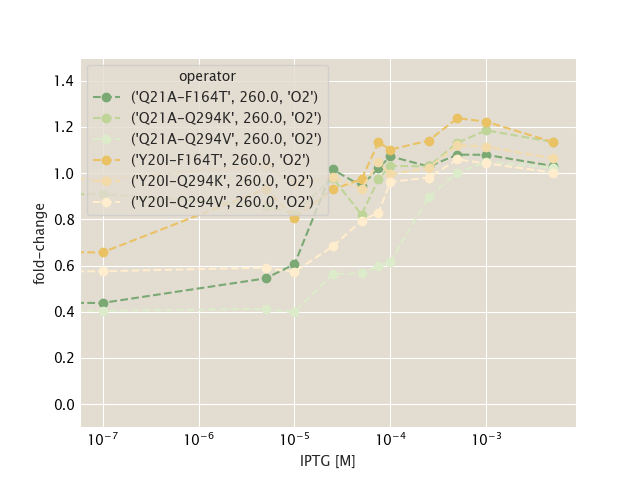 operator
('Q21A-F164T', 260.0, 'O2')
('Q21A-Q294K', 260.0, 'O2')
('Q21A-Q294V', 260.0, 'O2')
('Y20I-F164T', 260.0, 'O2')
('Y20I-Q294K', 260.0, 'O2')
('Y20I-Q294V', 260.0, 'O2')
fold-change
1.4
1.2
1.0
0.8
0.6
0.4
0.2
0.0
10⁻⁷ 10⁻⁶ 10⁻⁵ 10⁻⁴ 10⁻³
IPTG [M]